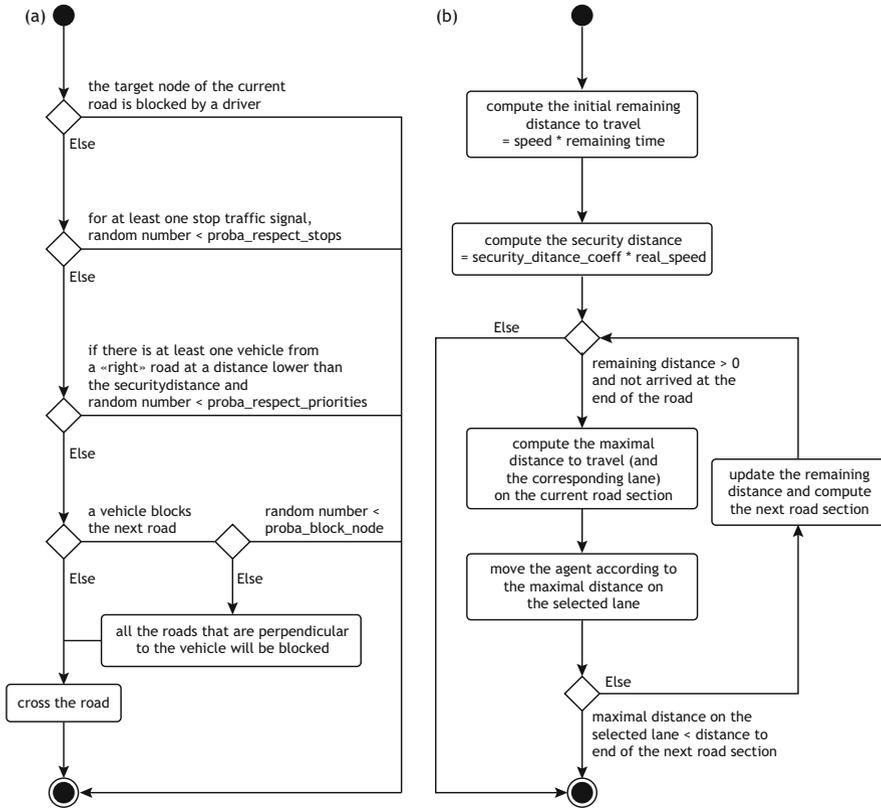 (a)
the target node of the current
road is blocked by a driver
Else
for at least one stop traffic signal,
random number < proba_respect_stops
Else
if there is at least one vehicle from
a «right» road at a distance lower than
the securitydistance and
random number < proba_respect_priorities
Else
a vehicle blocks
the next road
random number <
proba_block_node
Else
Else
all the roads that are perpendicular
to the vehicle will be blocked
cross the road
(b)
compute the initial remaining
distance to travel
= speed * remaining time
compute the security distance
= security_ditance_coeff * real_speed
Else
remaining distance > 0
and not arrived at the
end of the road
compute the maximal
distance to travel (and
the corresponding lane)
on the current road section
update the remaining
distance and compute
the next road section
move the agent according to
the maximal distance on
the selected lane
Else
maximal distance on the
selected lane < distance to
end of the next road section